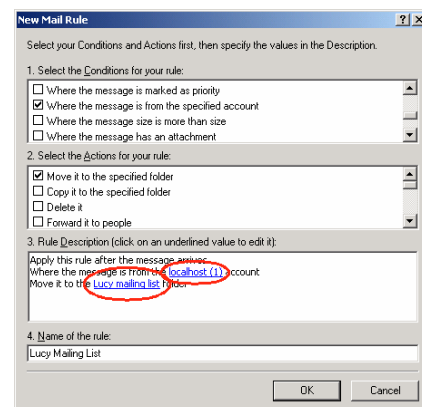 New Mail Rule
Select your Conditions and Actions first, then specify the values in the Description.
1. Select the Conditions for your rule:
Where the message is marked as priority
Where the message is from the specified account
Where the message size is more than size
Where the message has an attachment
2. Select the Actions for your rule:
Move it to the specified folder
Copy it to the specified folder
Delete it
Forward it to people
3. Rule Description (click on an underlined value to edit it):
Apply this rule after the message arrives
Where the message is from the localhost (1) account
Move it to the Lucy mailing list folder
4. Name of the rule:
Lucy Mailing List
OK Cancel